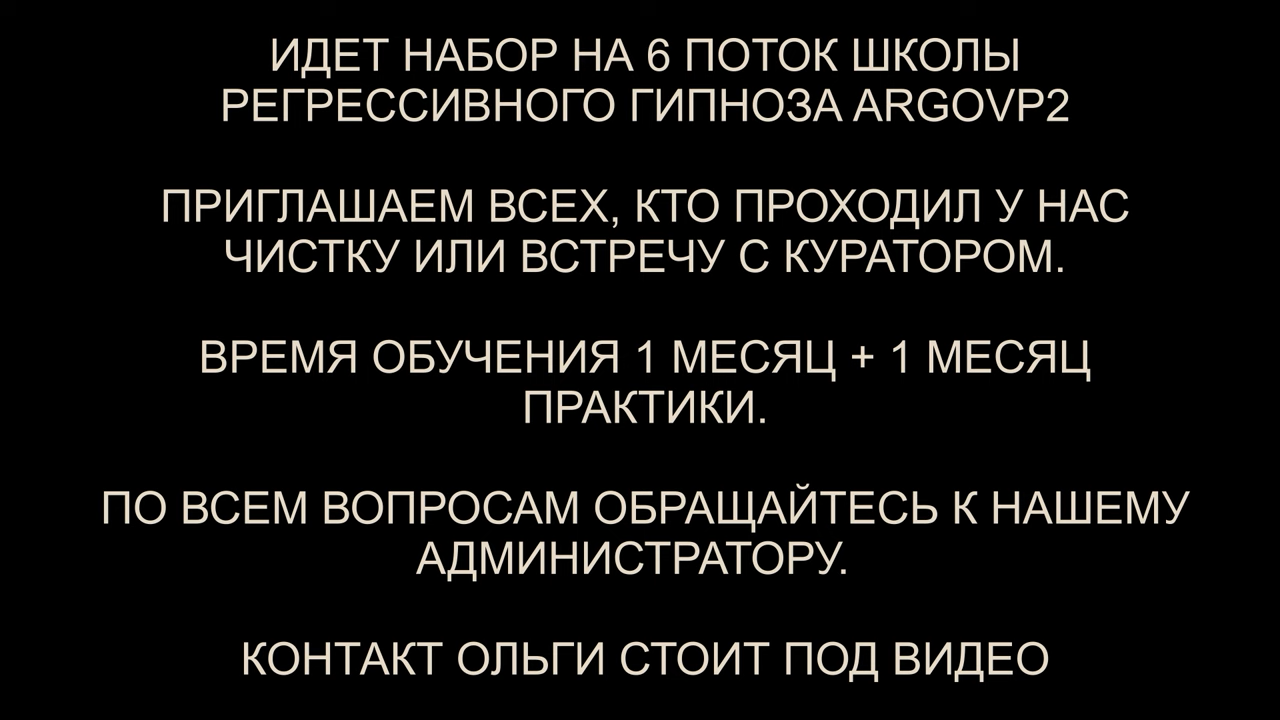 ИДЕТ НАБОР НА 6 ПОТОК ШКОЛЫ
РЕГРЕССИВНОГО ГИПНОЗА ARGOVP2
ПРИГЛАШАЕМ ВСЕХ, КТО ПРОХОДИЛ У НАС
ЧИСТКУ ИЛИ ВСТРЕЧУ С КУРАТОРОМ.
ВРЕМЯ ОБУЧЕНИЯ 1 МЕСЯЦ + 1 МЕСЯЦ
ПРАКТИКИ.
ПО ВСЕМ ВОПРОСАМ ОБРАЩАЙТЕСЬ К НАШЕМУ
АДМИНИСТРАТОРУ.
КОНТАКТ ОЛЬГИ СТОИТ ПОД ВИДЕО